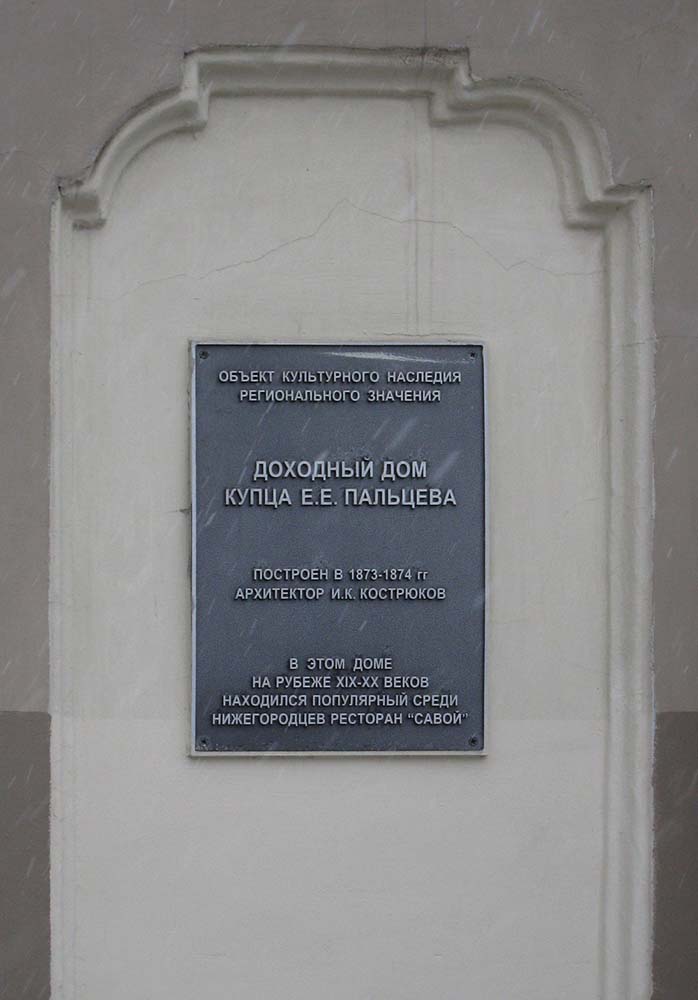 ОБЪЕКТ КУЛЬТУРНОГО НАСЛЕДИЯ
РЕГИОНАЛЬНОГО ЗНАЧЕНИЯ
ДОХОДНЫЙ ДОМ
КУПЦА Е.Е. ПАЛЬЦЕВА
ПОСТРОЕН В 1873-1874 гг
АРХИТЕКТОР И.К. КОСТРЮКОВ
В ЭТОМ ДОМЕ
НА РУБЕЖЕ XIX-XX ВЕКОВ
НАХОДИЛСЯ ПОПУЛЯРНЫЙ СРЕДИ
НИЖЕГОРОДЦЕВ РЕСТОРАН "САВОЙ"